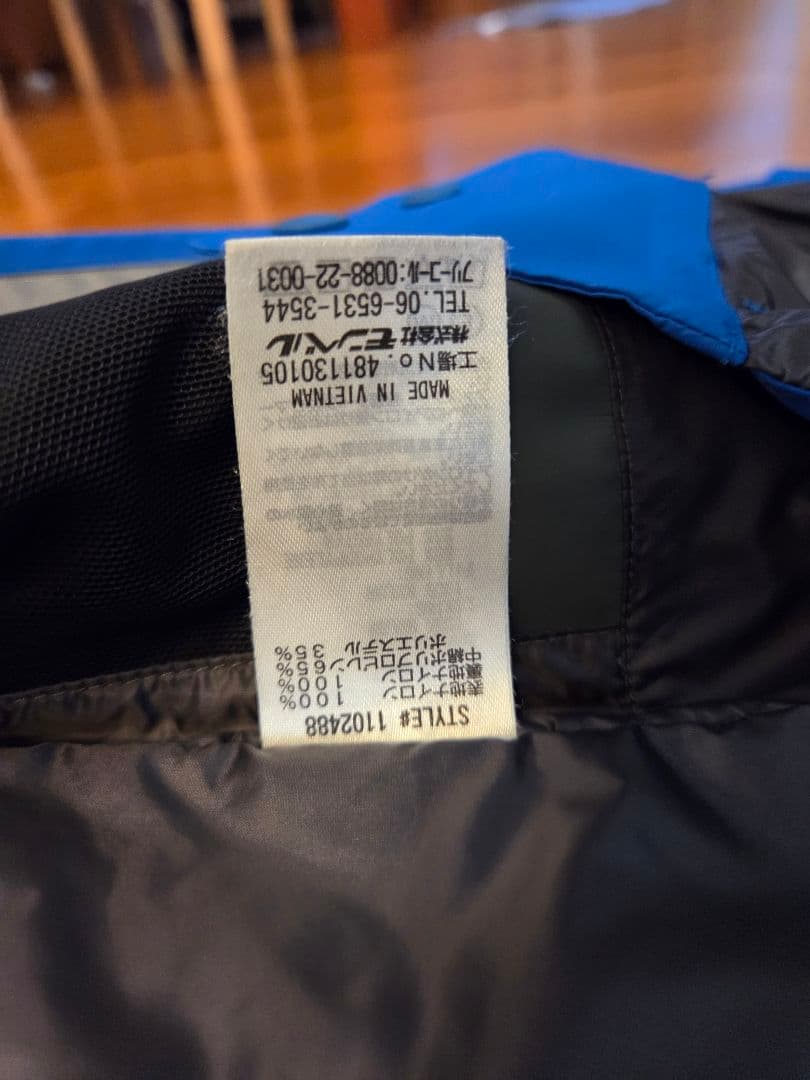 STYLE# 1102488
表地ナイロン 100%
裏地ナイロン 100%
中綿ポリプロピレン 65%
ポリエステル 35%
MADE IN VIETNAM
工場No. 481130105
株式会社モンベル
TEL. 06-6531-3544
フリーコール:0088-22-0031